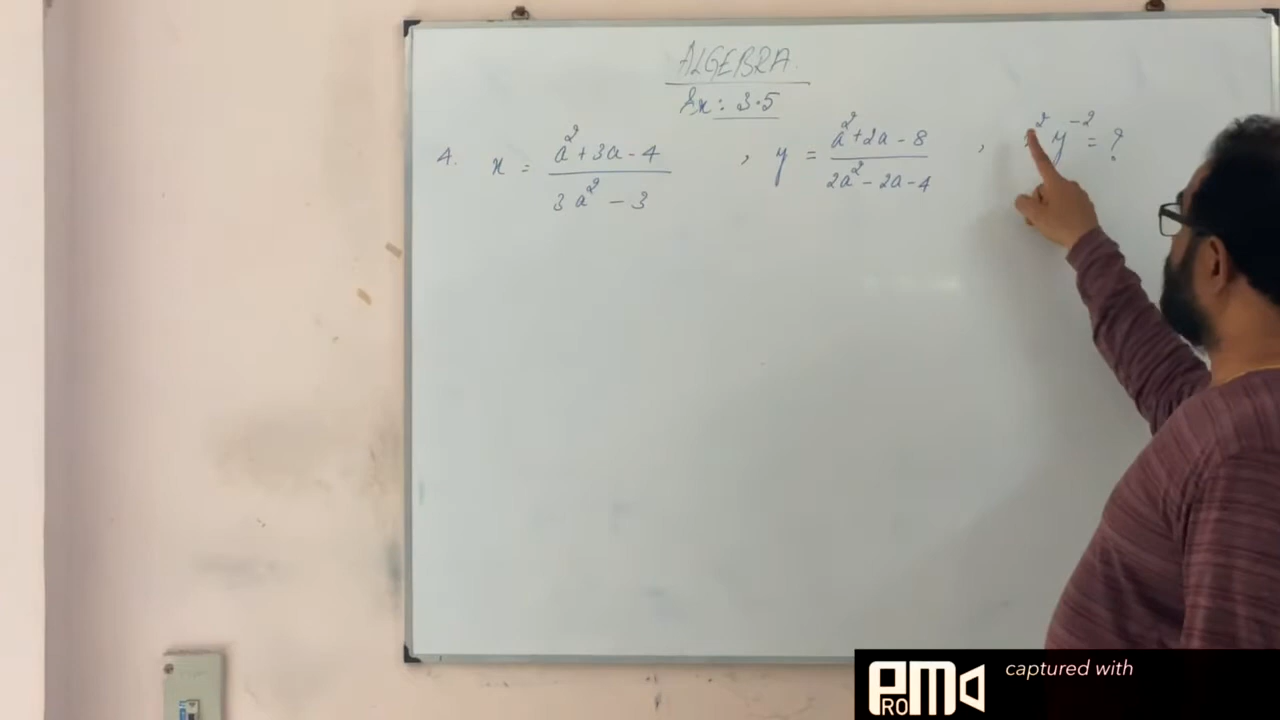 ALGEBRA
Ex: 3.5
4. x = (a² + 3a - 4)/(3a² - 3) , y = (a² + 2a - 8)/(2a² - 2a - 4) , x² y⁻² = ?
PRO M
captured with